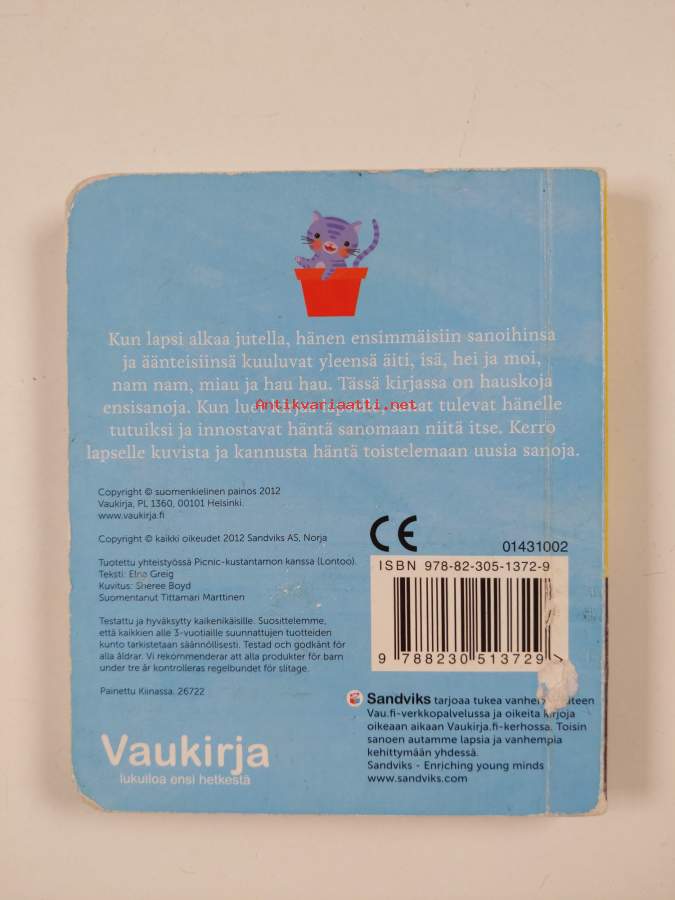 Kun lapsi alkaa jutella, hänen ensimmäisiin sanoihinsa
ja äänteisiinsä kuuluvat yleensä äiti, isä, hei ja moi,
nam nam, miau ja hau hau. Tässä kirjassa on hauskoja
Antikvariaatti.net
ensisanoja. Kun luet tulevat hänelle
tutuiksi ja innostavat häntä sanomaan niitä itse. Kerro
lapselle kuvista ja kannusta häntä toistelemaan uusia sanoja.
Copyright © suomenkielinen painos 2012
Vaukirja, PL 1360, 00101 Helsinki.
www.vaukirja.fi
Copyright © kaikki oikeudet 2012 Sandviks AS, Norja
Tuotettu yhteistyössä Picnic-kustantamon kanssa (Lontoo).
Teksti: Elna Greig
Kuvitus: Sheree Boyd
Suomentanut Tittamari Marttinen
Testattu ja hyväksytty kaikenikäisille. Suosittelemme,
että kaikkien alle 3-vuotiaille suunnattujen tuotteiden
kunto tarkistetaan säännöllisesti. Testad och godkänt för
alla åldrar. Vi rekommenderar att alla produkter för barn
under tre år kontrolleras regelbundet för slitage.
Painettu Kiinassa. 26722
Vaukirja
lukuiloa ensi hetkestä
CE
01431002
ISBN 978-82-305-1372-9
9 788230 513729 >
Sandviks tarjoaa tukea
Vau.fi-verkkopalvelussa ja oikeita kirjoja
oikeaan aikaan Vaukirja.fi-kerhossa. Toisin
sanoen autamme lapsia ja vanhempia
kehittymään yhdessä.
Sandviks - Enriching young minds
www.sandviks.com